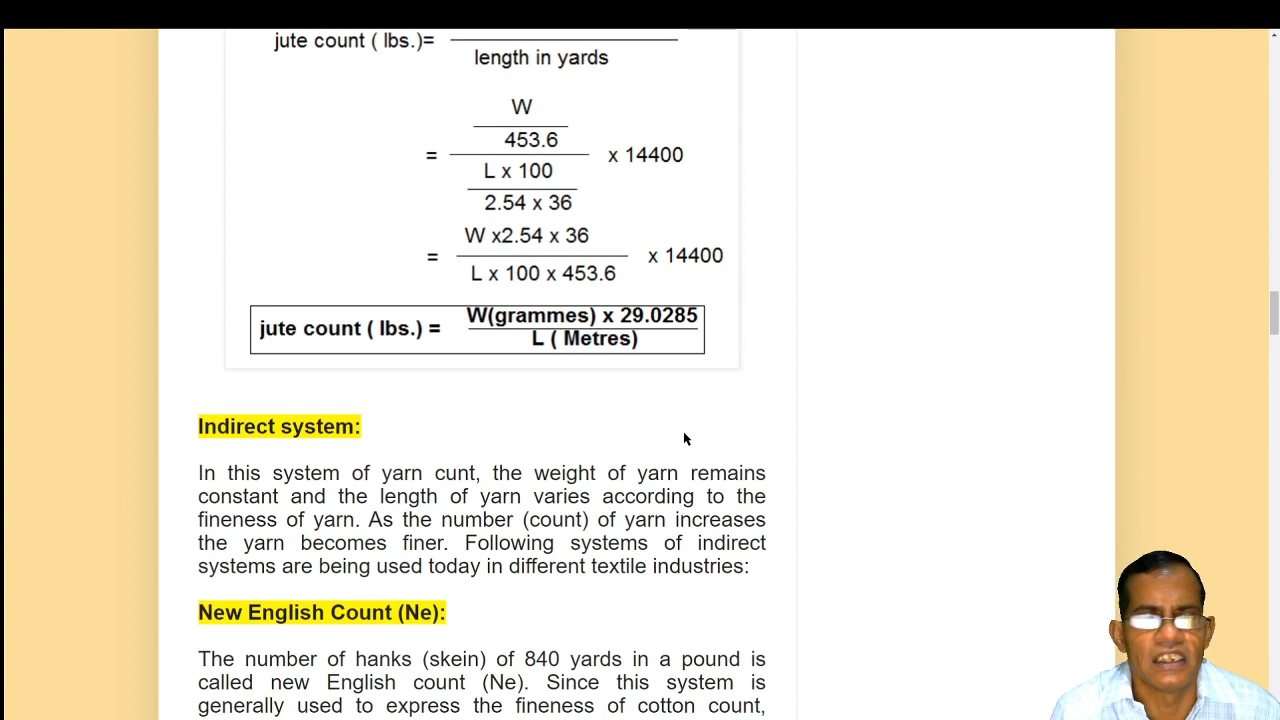 jute count ( lbs.)=
length in yards
W
453.6
= x 14400
L x 100
2.54 x 36
W x2.54 x 36
= x 14400
L x 100 x 453.6
W(grammes) x 29.0285
jute count ( lbs.) =
L ( Metres)
Indirect system:
In this system of yarn cunt, the weight of yarn remains
constant and the length of yarn varies according to the
fineness of yarn. As the number (count) of yarn increases
the yarn becomes finer. Following systems of indirect
systems are being used today in different textile industries:
New English Count (Ne):
The number of hanks (skein) of 840 yards in a pound is
called new English count (Ne). Since this system is
generally used to express the fineness of cotton count,